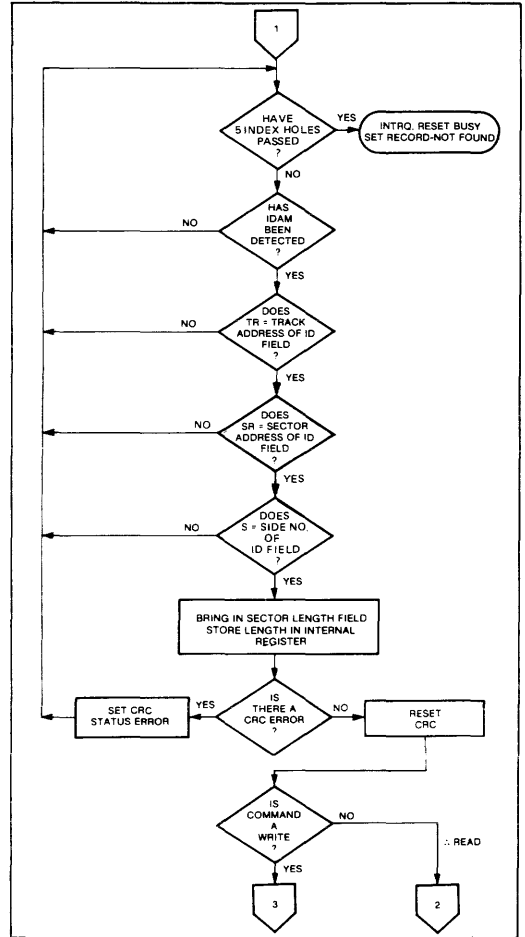 1
HAVE
5 INDEX HOLES
PASSED
?
YES
INTRQ. RESET BUSY
SET RECORD-NOT FOUND
NO
HAS
IDAM
BEEN
DETECTED
?
NO
YES
DOES
TR = TRACK
ADDRESS OF ID
FIELD
?
NO
YES
DOES
SR = SECTOR
ADDRESS OF ID
FIELD
?
NO
YES
DOES
S = SIDE NO.
OF
ID FIELD
?
NO
YES
BRING IN SECTOR LENGTH FIELD
STORE LENGTH IN INTERNAL
REGISTER
IS
THERE A
CRC ERROR
?
YES
SET CRC
STATUS ERROR
NO
RESET
CRC
IS
COMMAND
A
WRITE
?
NO
∴ READ
YES
3
2